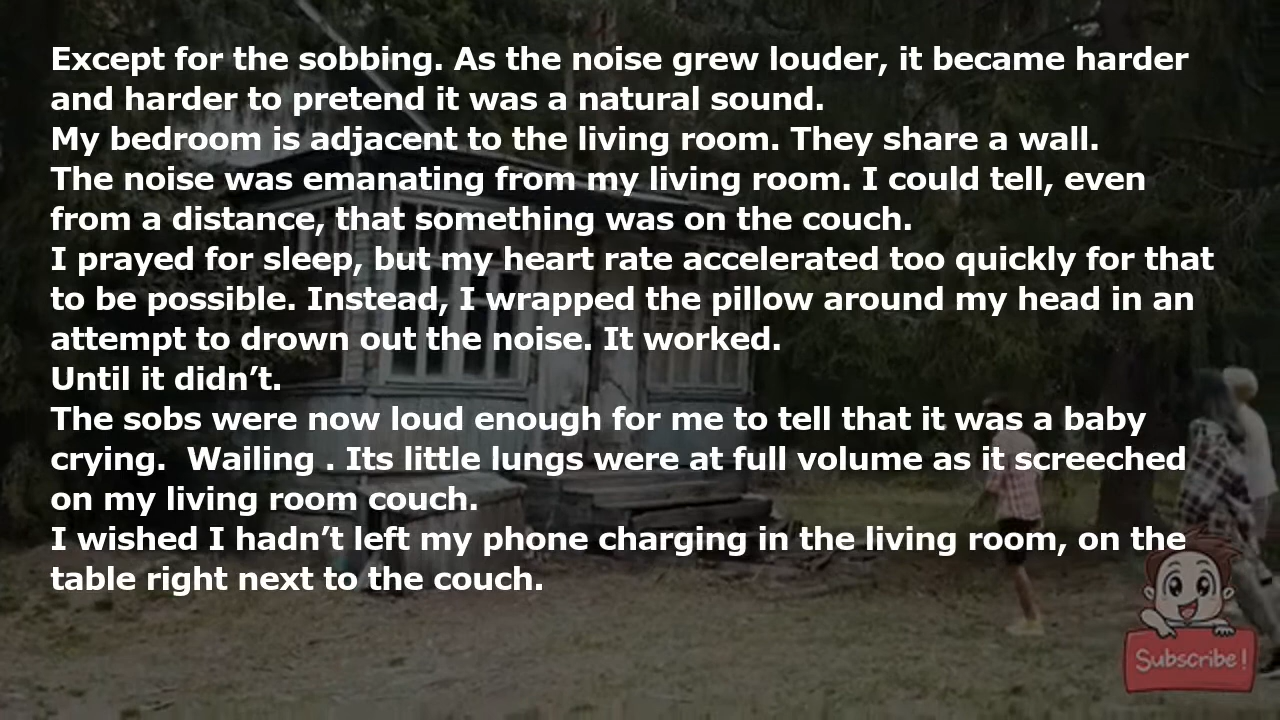 Except for the sobbing. As the noise grew louder, it became harder
and harder to pretend it was a natural sound.
My bedroom is adjacent to the living room. They share a wall.
The noise was emanating from my living room. I could tell, even
from a distance, that something was on the couch.
I prayed for sleep, but my heart rate accelerated too quickly for that
to be possible. Instead, I wrapped the pillow around my head in an
attempt to drown out the noise. It worked.
Until it didn’t.
The sobs were now loud enough for me to tell that it was a baby
crying.  Wailing . Its little lungs were at full volume as it screeched
on my living room couch.
I wished I hadn’t left my phone charging in the living room, on the
table right next to the couch.
Subscribe!